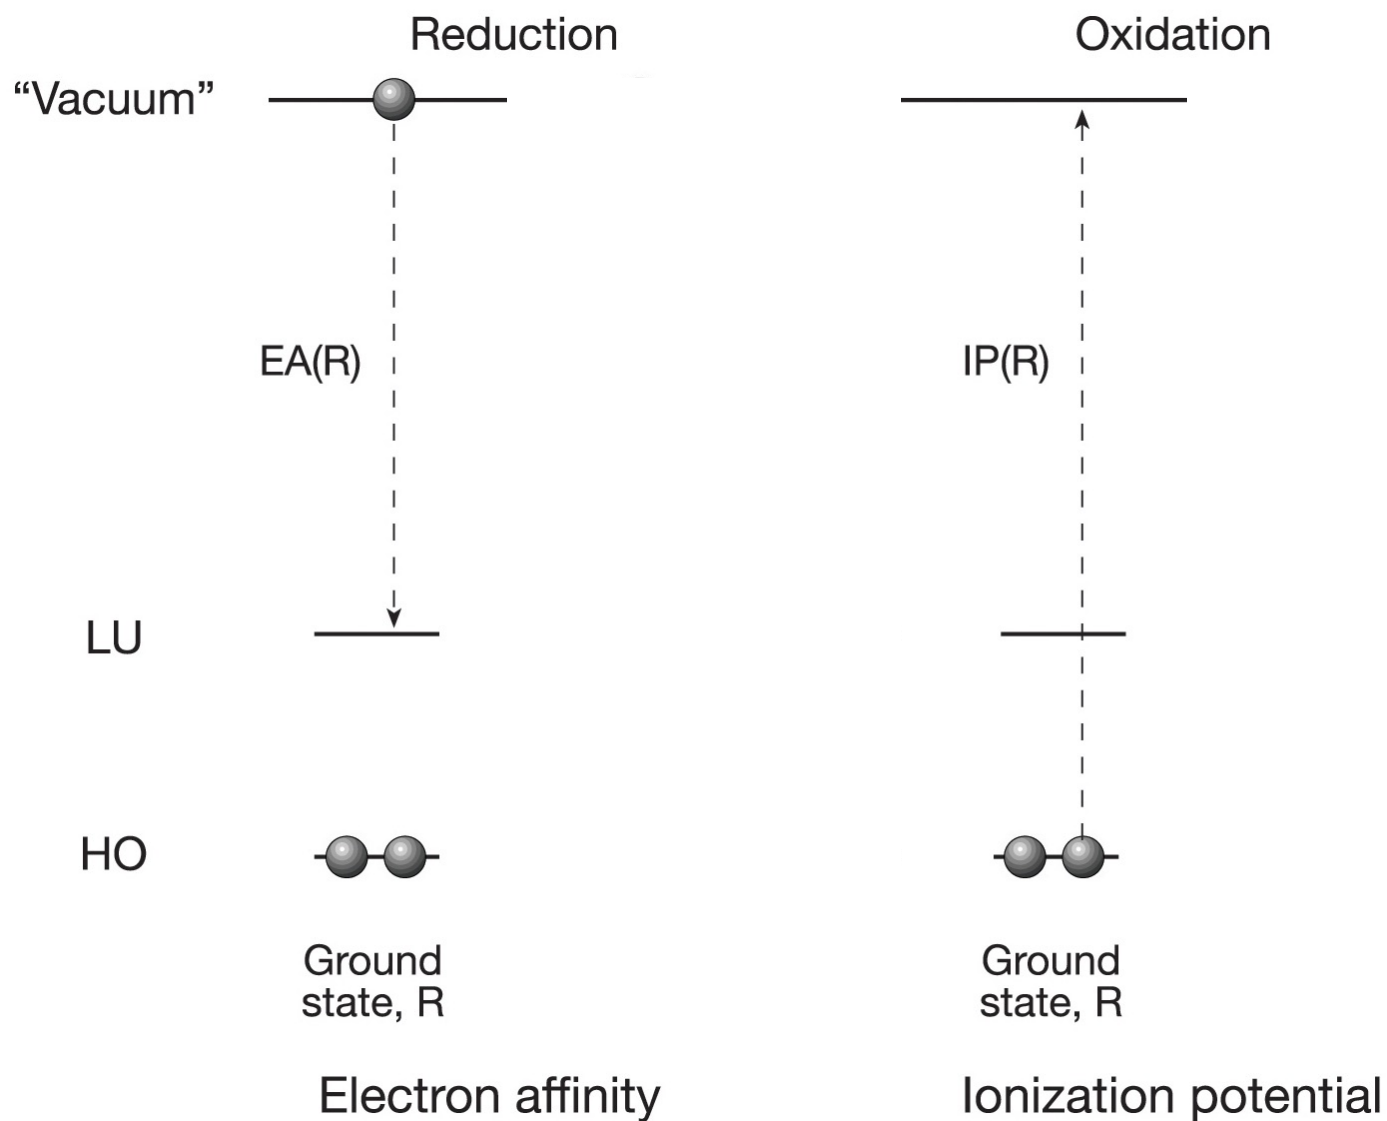 Reduction
Oxidation
“Vacuum”
EA(R)
IP(R)
LU
HO
Ground
state, R
Ground
state, R
Electron affinity
Ionization potential